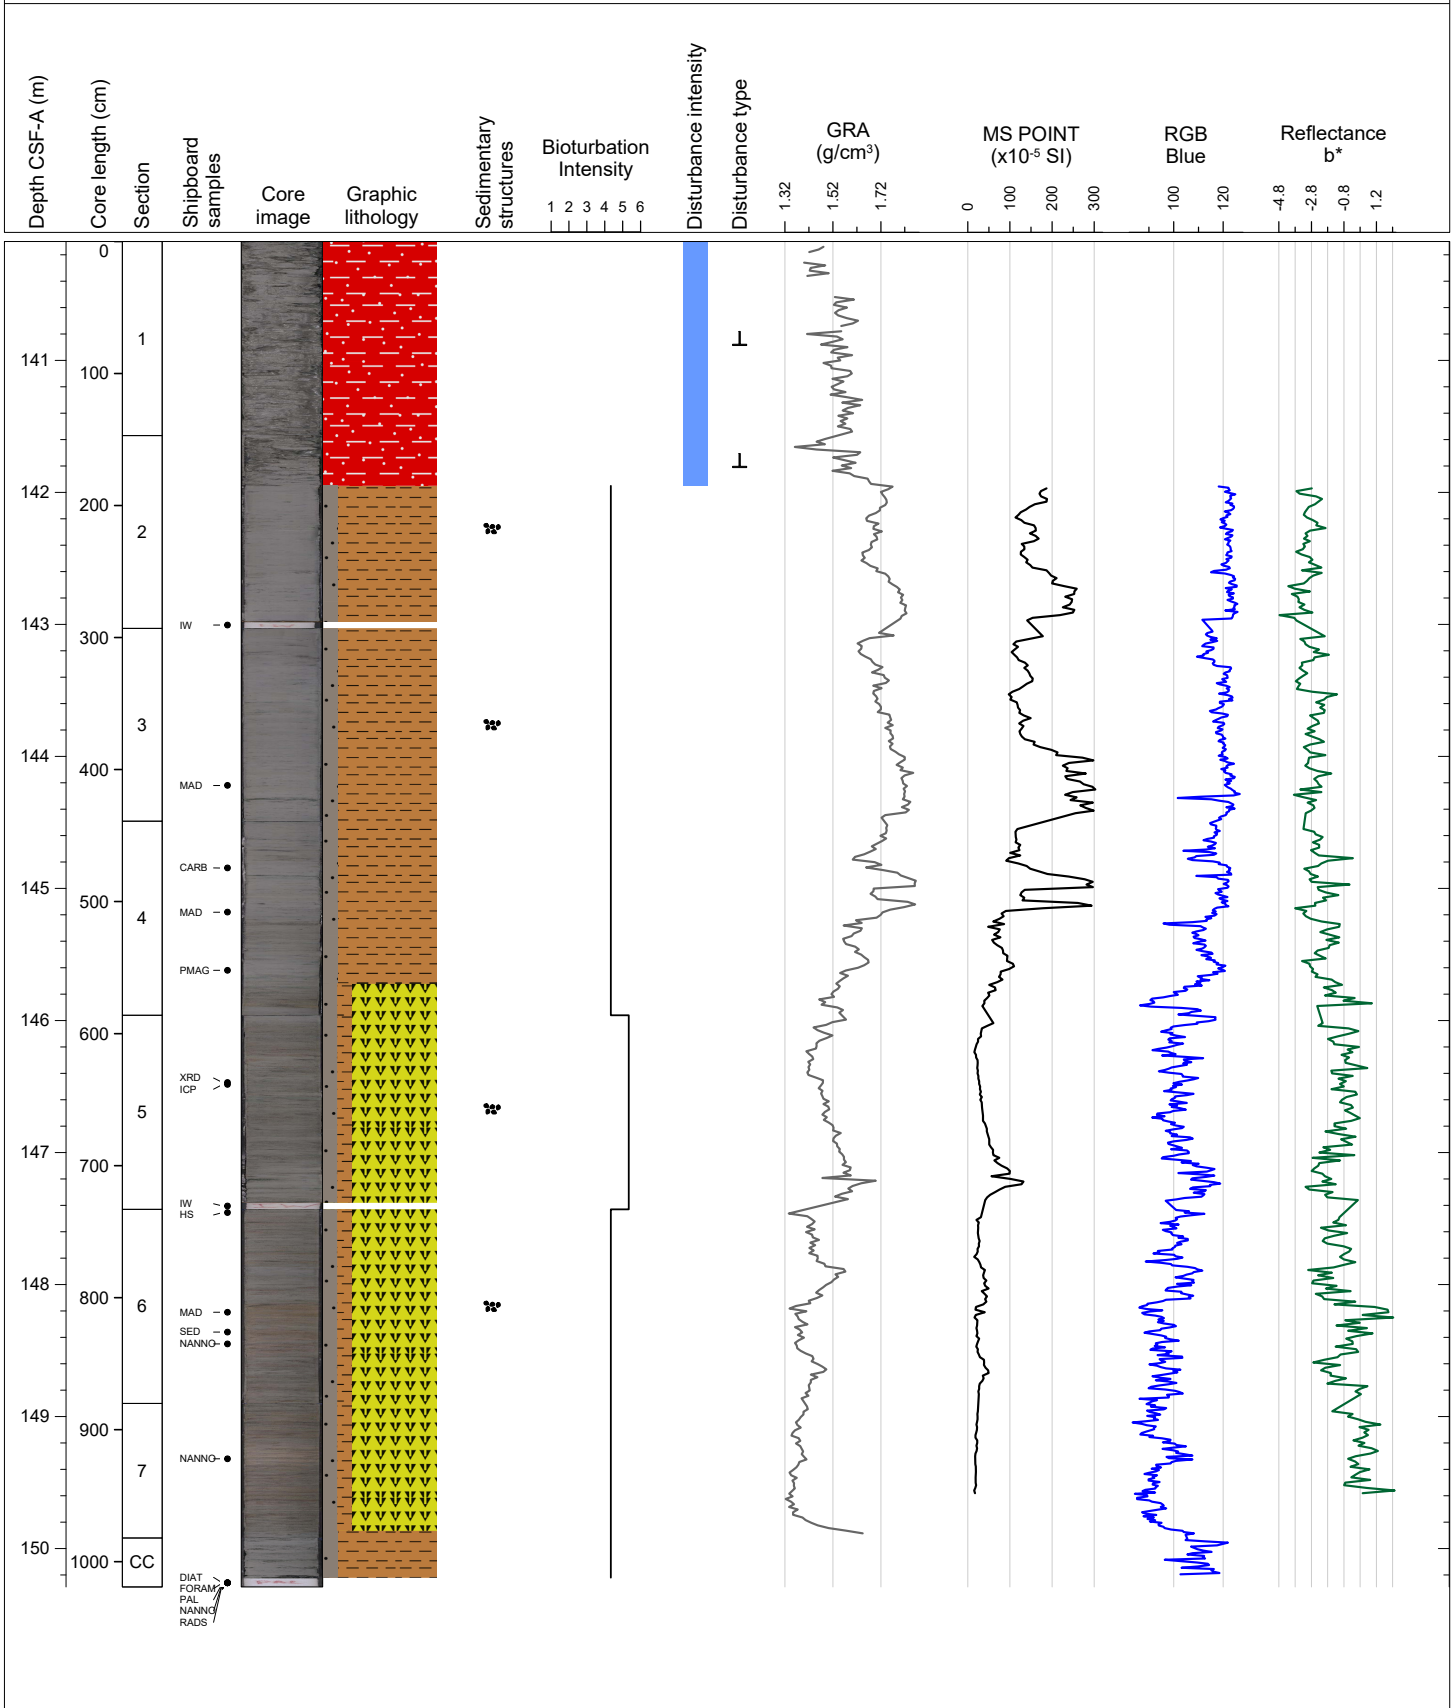 Depth CSF-A (m)
Core length (cm)
Section
Shipboard
samples
Core
image
Graphic
lithology
Sedimentary
structures
Bioturbation
Intensity
1 2 3 4 5 6
Disturbance intensity
Disturbance type
GRA
(g/cm³)
1.32 1.52 1.72
MS POINT
(x10⁻⁵ SI)
0 100 200 300
RGB
Blue
100 120
Reflectance
b*
-4.8 -2.8 -0.8 1.2
0
1
141
100
142
200
2
143
IW
300
3
144
400
MAD
CARB
145
500
4
MAD
PMAG
146
600
XRD
ICP
5
147
700
IW
HS
148
800
6
MAD
SED
NANNO
149
900
NANNO
7
150
1000
CC
DIAT
FORAM
PAL
NANNO
RADS